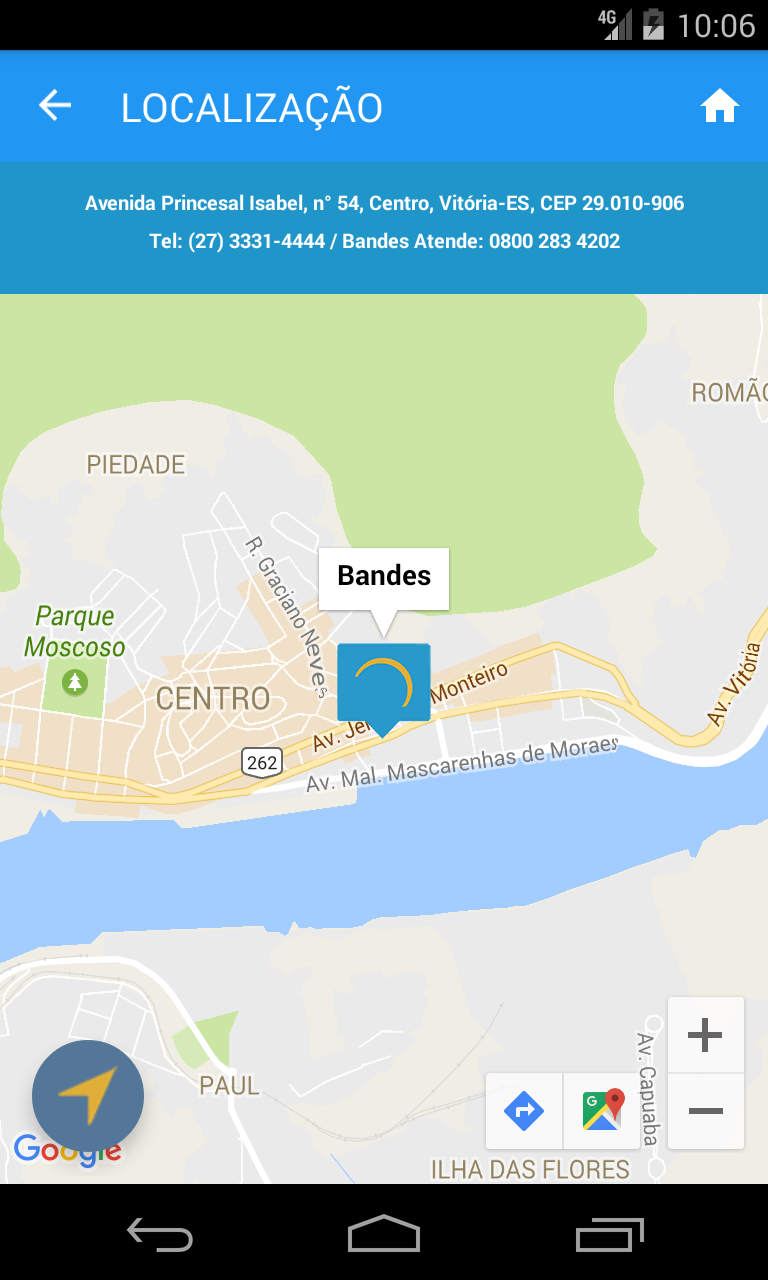 4G 10:06
LOCALIZAÇÃO
Avenida Princesal Isabel, n° 54, Centro, Vitória-ES, CEP 29.010-906
Tel: (27) 3331-4444 / Bandes Atende: 0800 283 4202
ROMÃO
PIEDADE
R. Graciano Neves
Bandes
Parque
Moscoso
CENTRO
Av. Je
Monteiro
Av. Vitória
262
Av. Mal. Mascarenhas de Moraes
Av. Capuaba
PAUL
G
Google
ILHA DAS FLORES